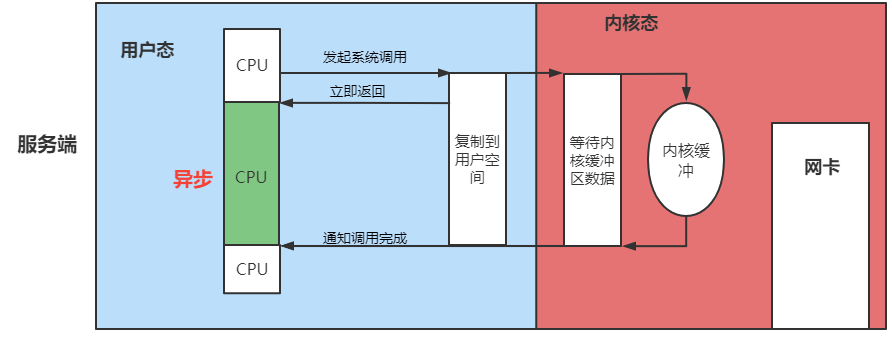 用户态
内核态
CPU
发起系统调用
立即返回
服务端
异步
CPU
复制到
用户空
间
等待内
核缓冲
区数据
内核缓
冲
网卡
通知调用完成
CPU